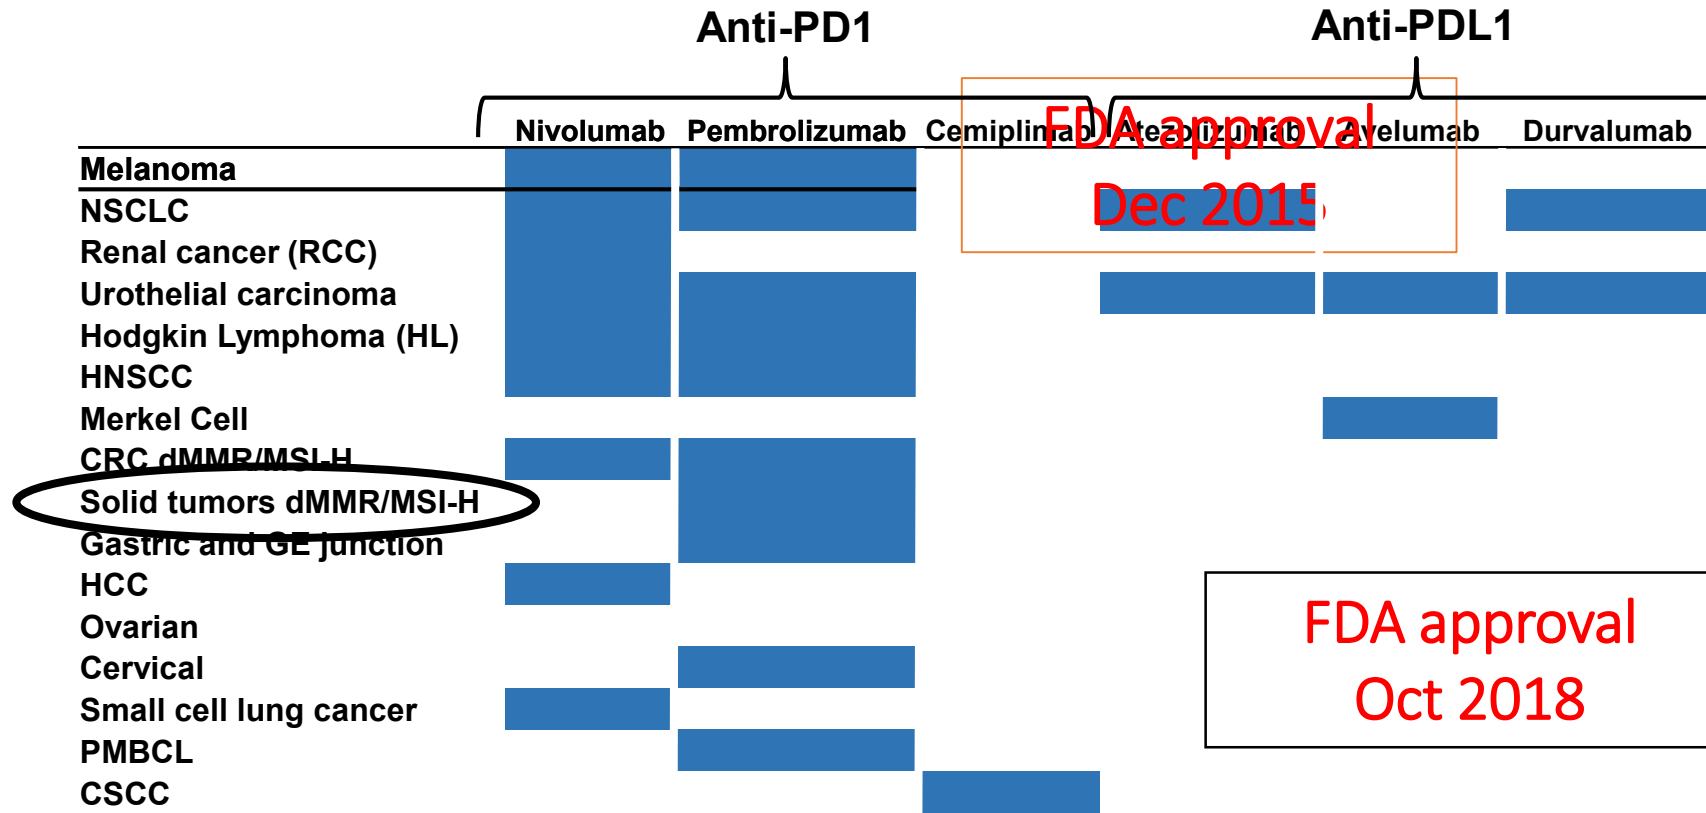 Anti-PD1
Anti-PDL1
Nivolumab Pembrolizumab Cemiplimab Atezolizumab Avelumab Durvalumab
FDA approval
Dec 2015
Melanoma
NSCLC
Renal cancer (RCC)
Urothelial carcinoma
Hodgkin Lymphoma (HL)
HNSCC
Merkel Cell
CRC dMMR/MSI-H
Solid tumors dMMR/MSI-H
Gastric and GE junction
HCC
Ovarian
Cervical
Small cell lung cancer
PMBCL
CSCC
FDA approval
Oct 2018